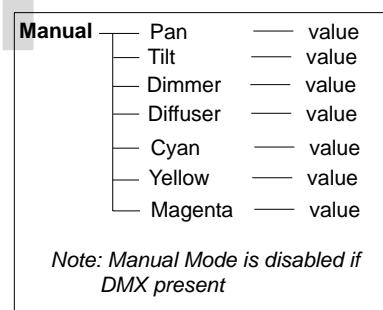 Manual Pan value
Tilt value
Dimmer value
Diffuser value
Cyan value
Yellow value
Magenta value
Note: Manual Mode is disabled if
DMX present